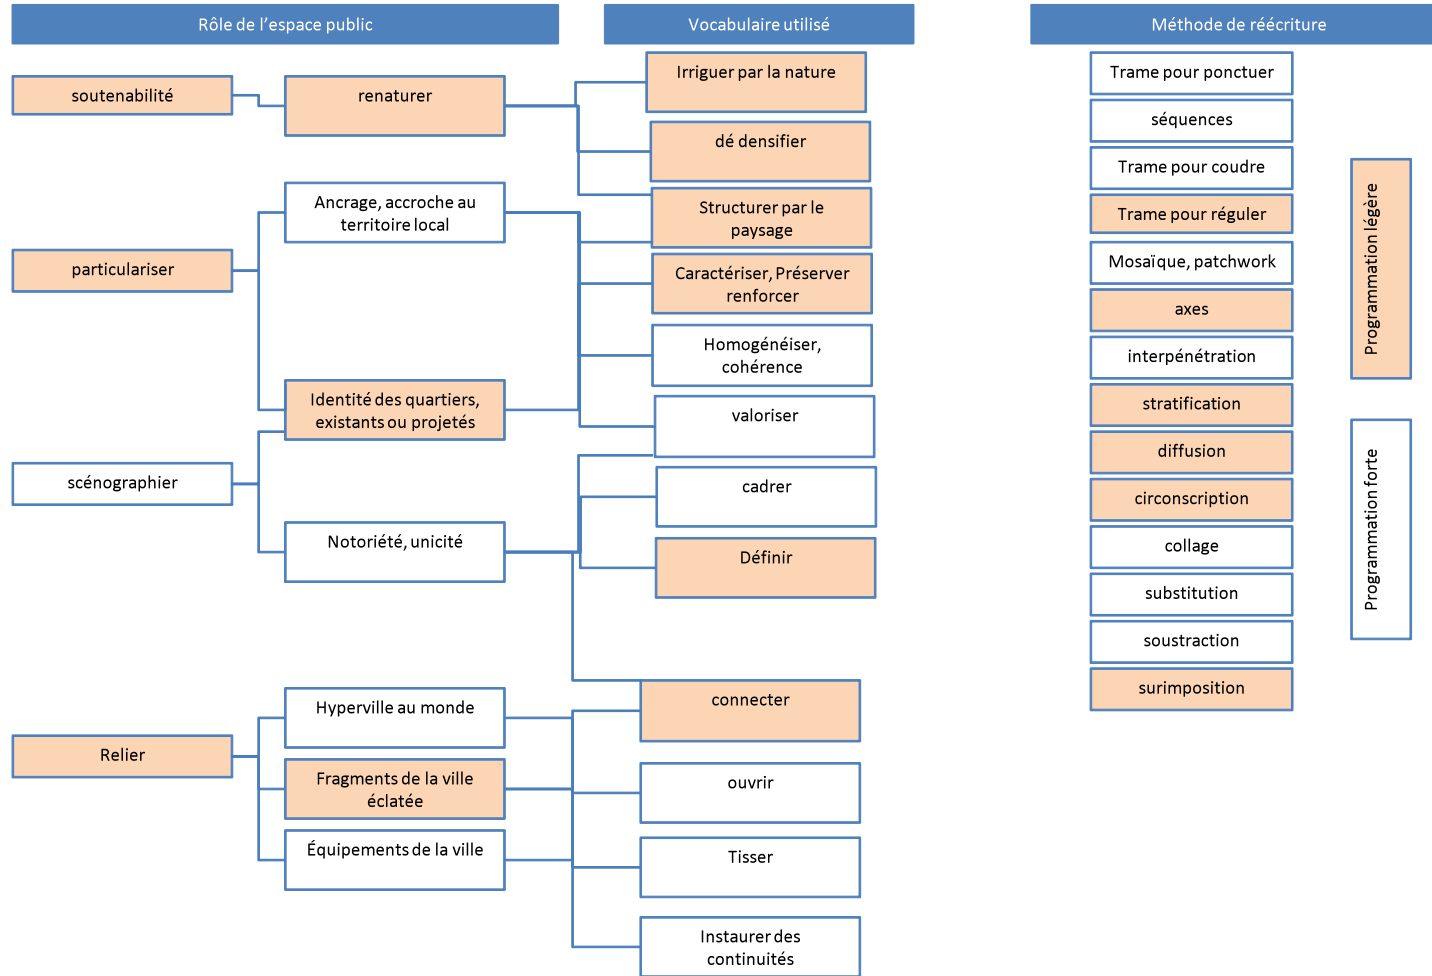 Rôle de l'espace public
Vocabulaire utilisé
Méthode de réécriture
soutenabilité
renaturer
particulariser
Ancrage, accroche au
territoire local
Identité des quartiers,
existants ou projetés
scénographier
Notoriété, unicité
Relier
Hyperville au monde
Fragments de la ville
éclatée
Équipements de la ville
Irriguer par la nature
dé densifier
Structurer par le
paysage
Caractériser, Préserver
renforcer
Homogénéiser,
cohérence
valoriser
cadrer
Définir
connecter
ouvrir
Tisser
Instaurer des
continuités
Trame pour ponctuer
séquences
Trame pour coudre
Trame pour réguler
Mosaïque, patchwork
axes
interpénétration
stratification
diffusion
circonscription
collage
substitution
soustraction
surimposition
Programmation légère
Programmation forte